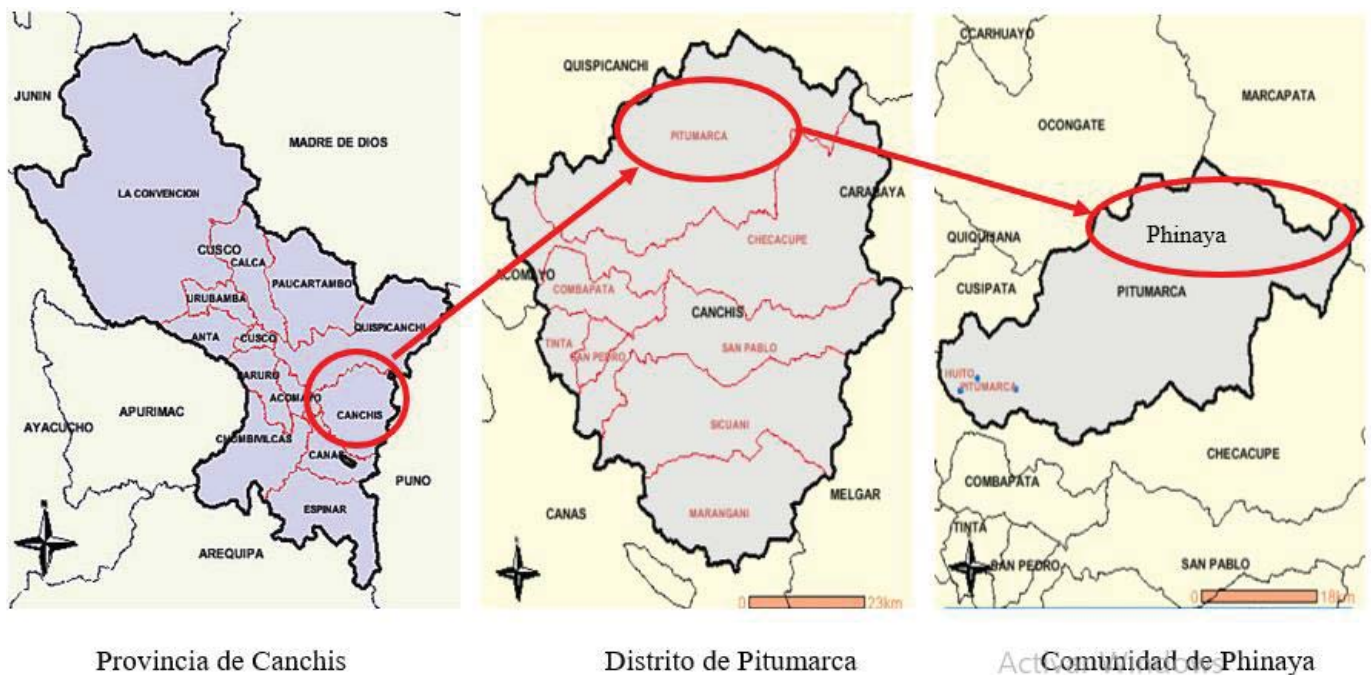 JUNIN
MADRE DE DIOS
LA CONVENCION
CUSCO
CALCA
PAUCARTAMBO
URUBAMBA
QUISPICANCHI
ANTA
CUSCO
PARURO
ACOMAYO
CANCHIS
APURIMAC
AYACUCHO
CHUMBIVILCAS
CANAS
PUNO
ESPINAR
AREQUIPA
Provincia de Canchis
QUISPICANCHI
PITUMARCA
CARABAYA
CHECACUPE
ACOMAYO
COMBAPATA
CANCHIS
TINTA
SAN PEDRO
SAN PABLO
SICUANI
MELGAR
CANAS
MARANGANI
0 23km
Distrito de Pitumarca
CCARHUAYO
MARCAPATA
OCONGATE
QUIQUIJANA
Phinaya
CUSIPATA
PITUMARCA
HUITO
PITUMARCA
CHECACUPE
COMBAPATA
TINTA
SAN PEDRO
SAN PABLO
0 18km
Comunidad de Phinaya